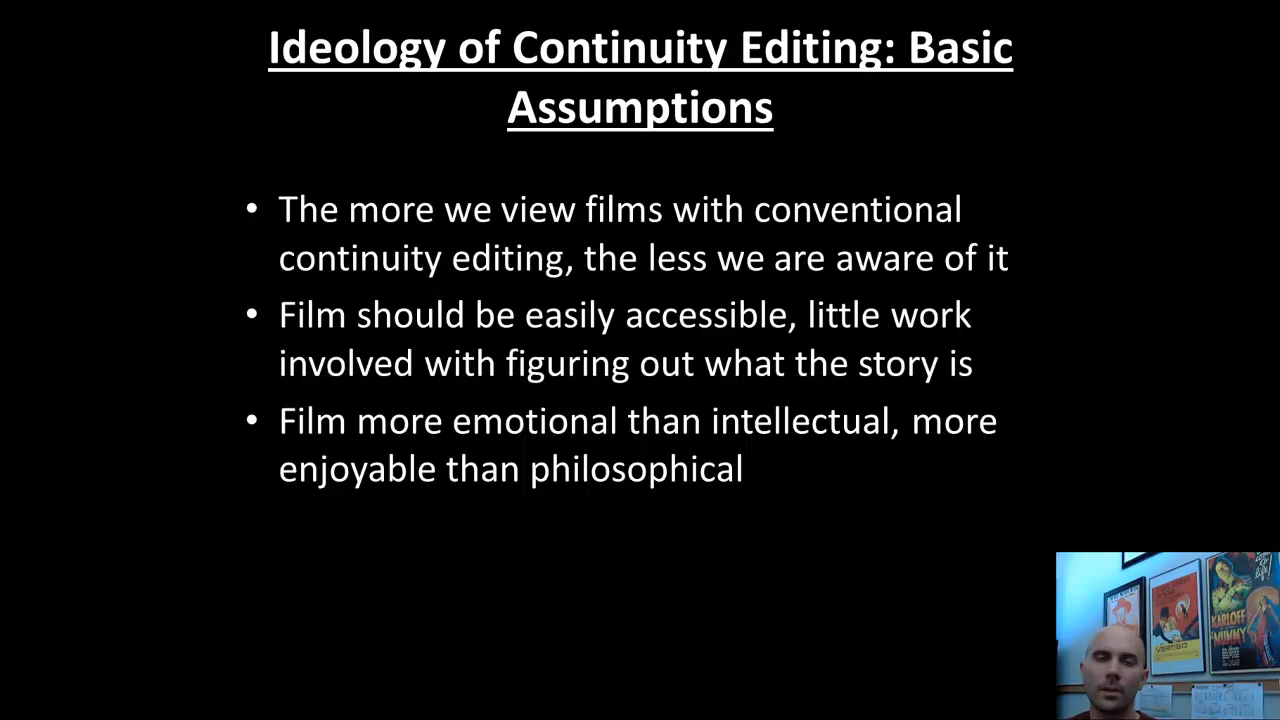 Ideology of Continuity Editing: Basic
Assumptions
• The more we view films with conventional
continuity editing, the less we are aware of it
• Film should be easily accessible, little work
involved with figuring out what the story is
• Film more emotional than intellectual, more
enjoyable than philosophical
to life!
KARLOFF
MUMMY
VERTIGO